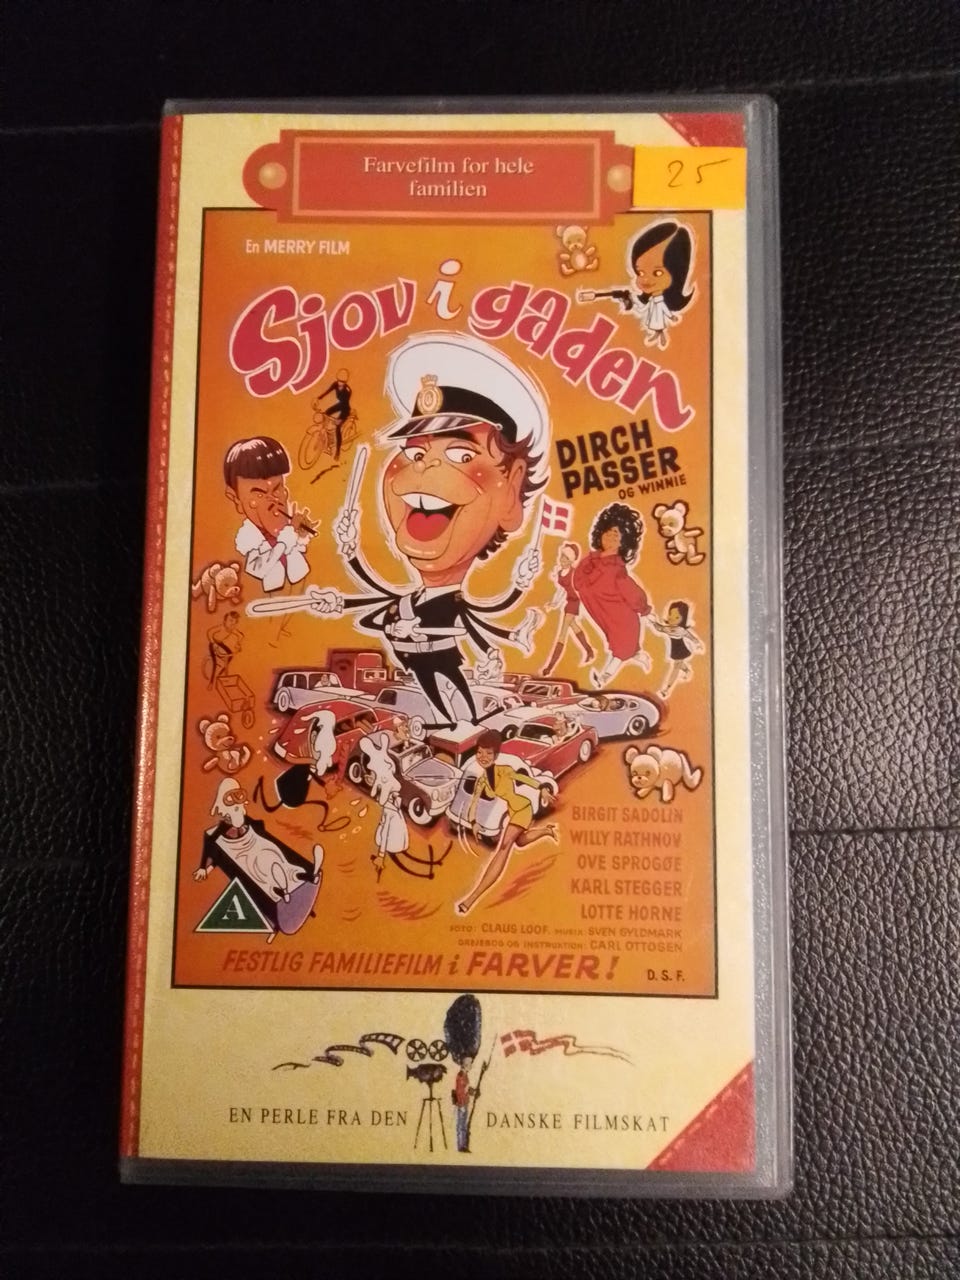 Farvefilm for hele
familien
25
En MERRY FILM
Sjov i gaden
DIRCH
PASSER
OG WINNIE
BIRGIT SADOLIN
WILLY RATHNOV
OVE SPROGØE
KARL STEGGER
LOTTE HORNE
FOTO: CLAUS LOOF. MUSIK: SVEN GYLDMARK
DREJEBOG OG INSTRUKTION: CARL OTTOSEN
A
FESTLIG FAMILIEFILM i FARVER!
D. S. F.
EN PERLE FRA DEN DANSKE FILMSKAT